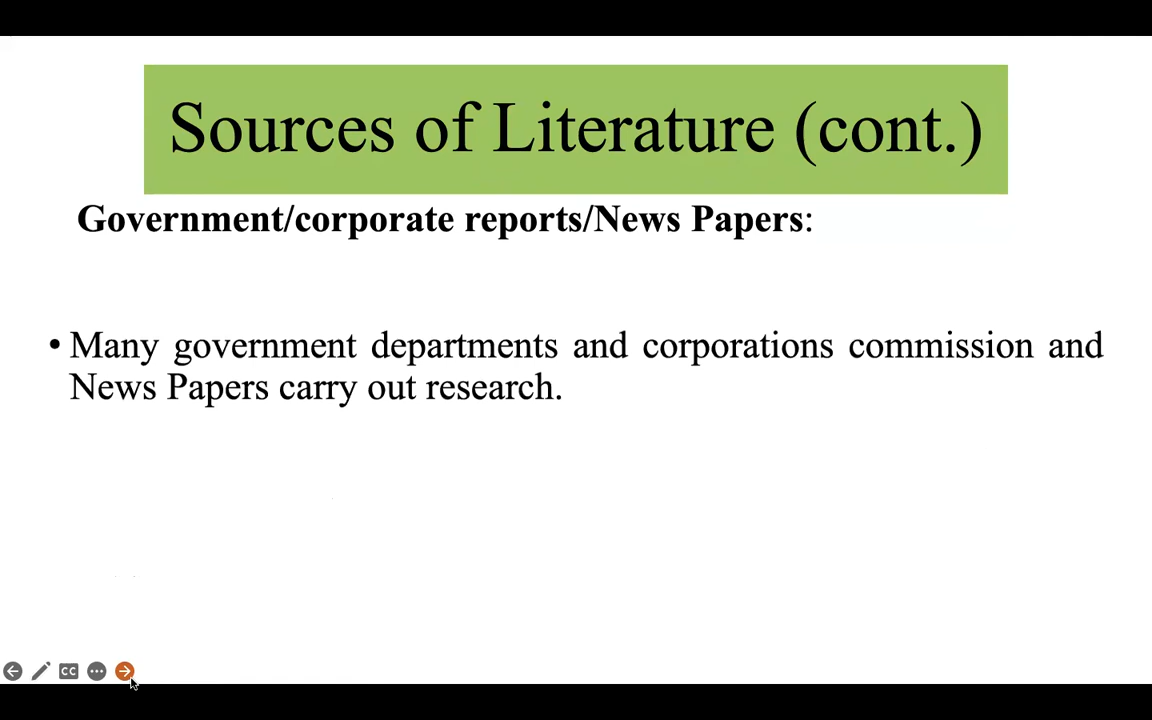 Sources of Literature (cont.)
Government/corporate reports/News Papers:
• Many government departments and corporations commission and
News Papers carry out research.
CC